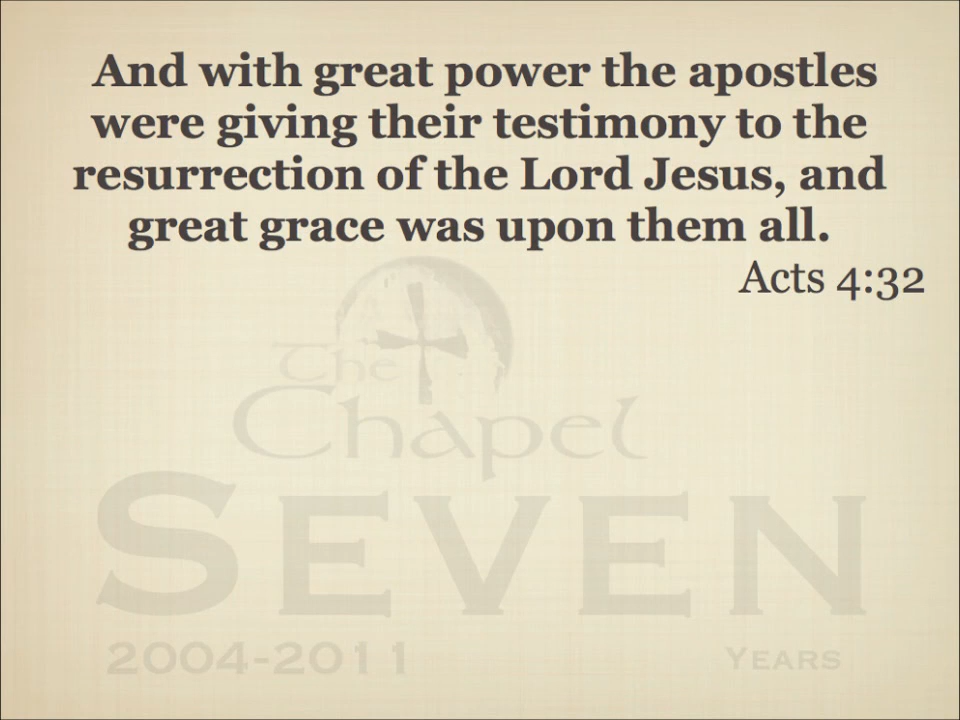 And with great power the apostles
were giving their testimony to the
resurrection of the Lord Jesus, and
great grace was upon them all.
Acts 4:32
The
Chapel
SEVEN
2004-2011 YEARS